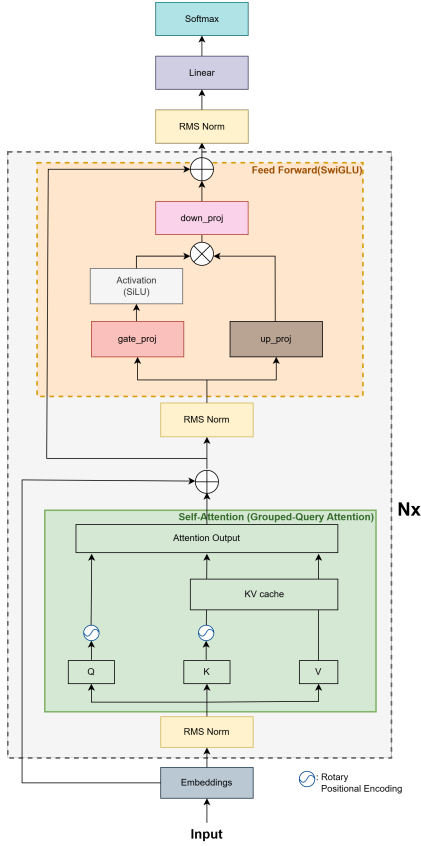 Softmax
Linear
RMS Norm
Feed Forward(SwiGLU)
down_proj
Activation
(SiLU)
gate_proj
up_proj
RMS Norm
Nx
Self-Attention (Grouped-Query Attention)
Attention Output
KV cache
Q
K
V
RMS Norm
Embeddings
: Rotary
Positional Encoding
Input